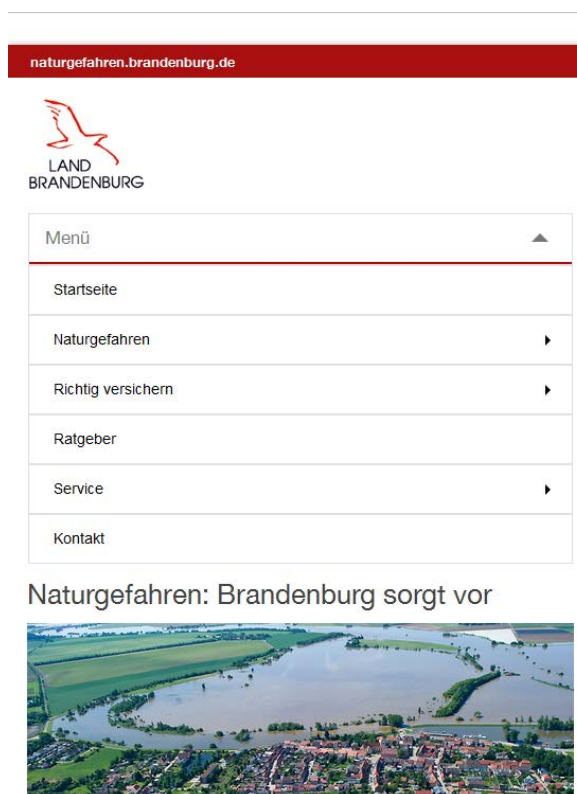 naturgefahren.brandenburg.de
LAND
BRANDENBURG
Menü
Startseite
Naturgefahren
Richtig versichern
Ratgeber
Service
Kontakt
Naturgefahren: Brandenburg sorgt vor